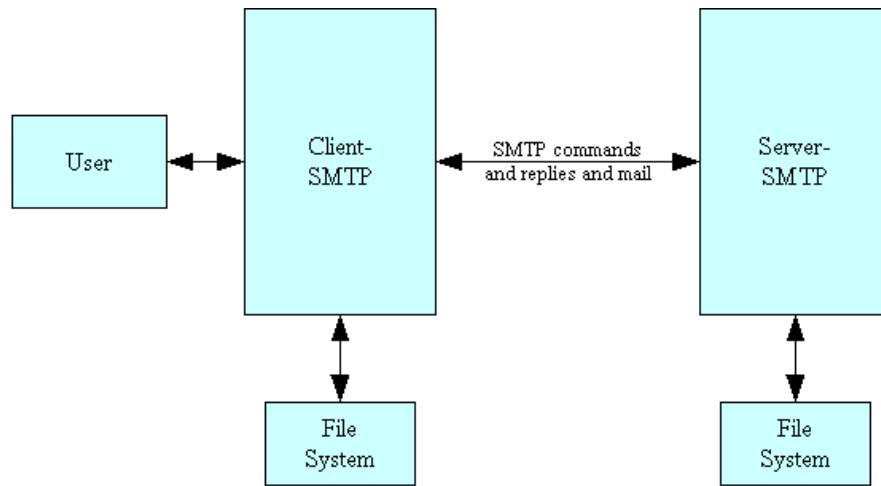 User
Client-
SMTP
SMTP commands
and replies and mail
Server-
SMTP
File
System
File
System